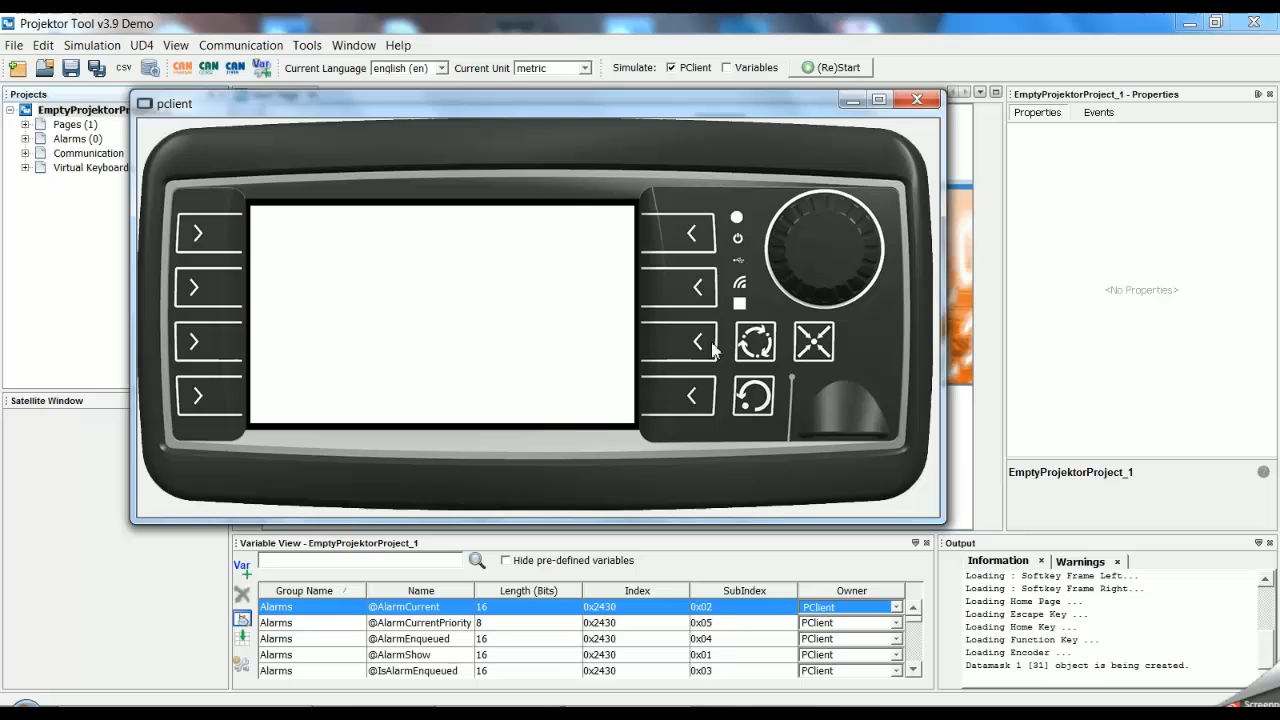 Projektor Tool v3.9 Demo
File Edit Simulation UD4 View Communication Tools Window Help
CSV Var Current Language english (en) Current Unit metric Simulate: PClient Variables (Re)Start
Projects
EmptyProjektorProject_1
Pages (1)
Alarms (0)
Communication
Virtual Keyboard
Satellite Window
pclient
EmptyProjektorProject_1 - Properties
Properties Events
<No Properties>
EmptyProjektorProject_1
Variable View - EmptyProjektorProject_1
Var
Hide pre-defined variables
Group Name Name Length (Bits) Index SubIndex Owner
Alarms @AlarmCurrent 16 0x2430 0x02 PClient
Alarms @AlarmCurrentPriority 8 0x2430 0x05 PClient
Alarms @AlarmEnqueued 16 0x2430 0x04 PClient
Alarms @AlarmShow 16 0x2430 0x01 PClient
Alarms @IsAlarmEnqueued 16 0x2430 0x03 PClient
Output
Information Warnings
Loading : Softkey Frame Left...
Loading : Softkey Frame Right...
Loading Home Page ...
Loading Escape Key ...
Loading Home Key ...
Loading Function Key ...
Loading Encoder ...
Datamask 1 [31] object is being created.